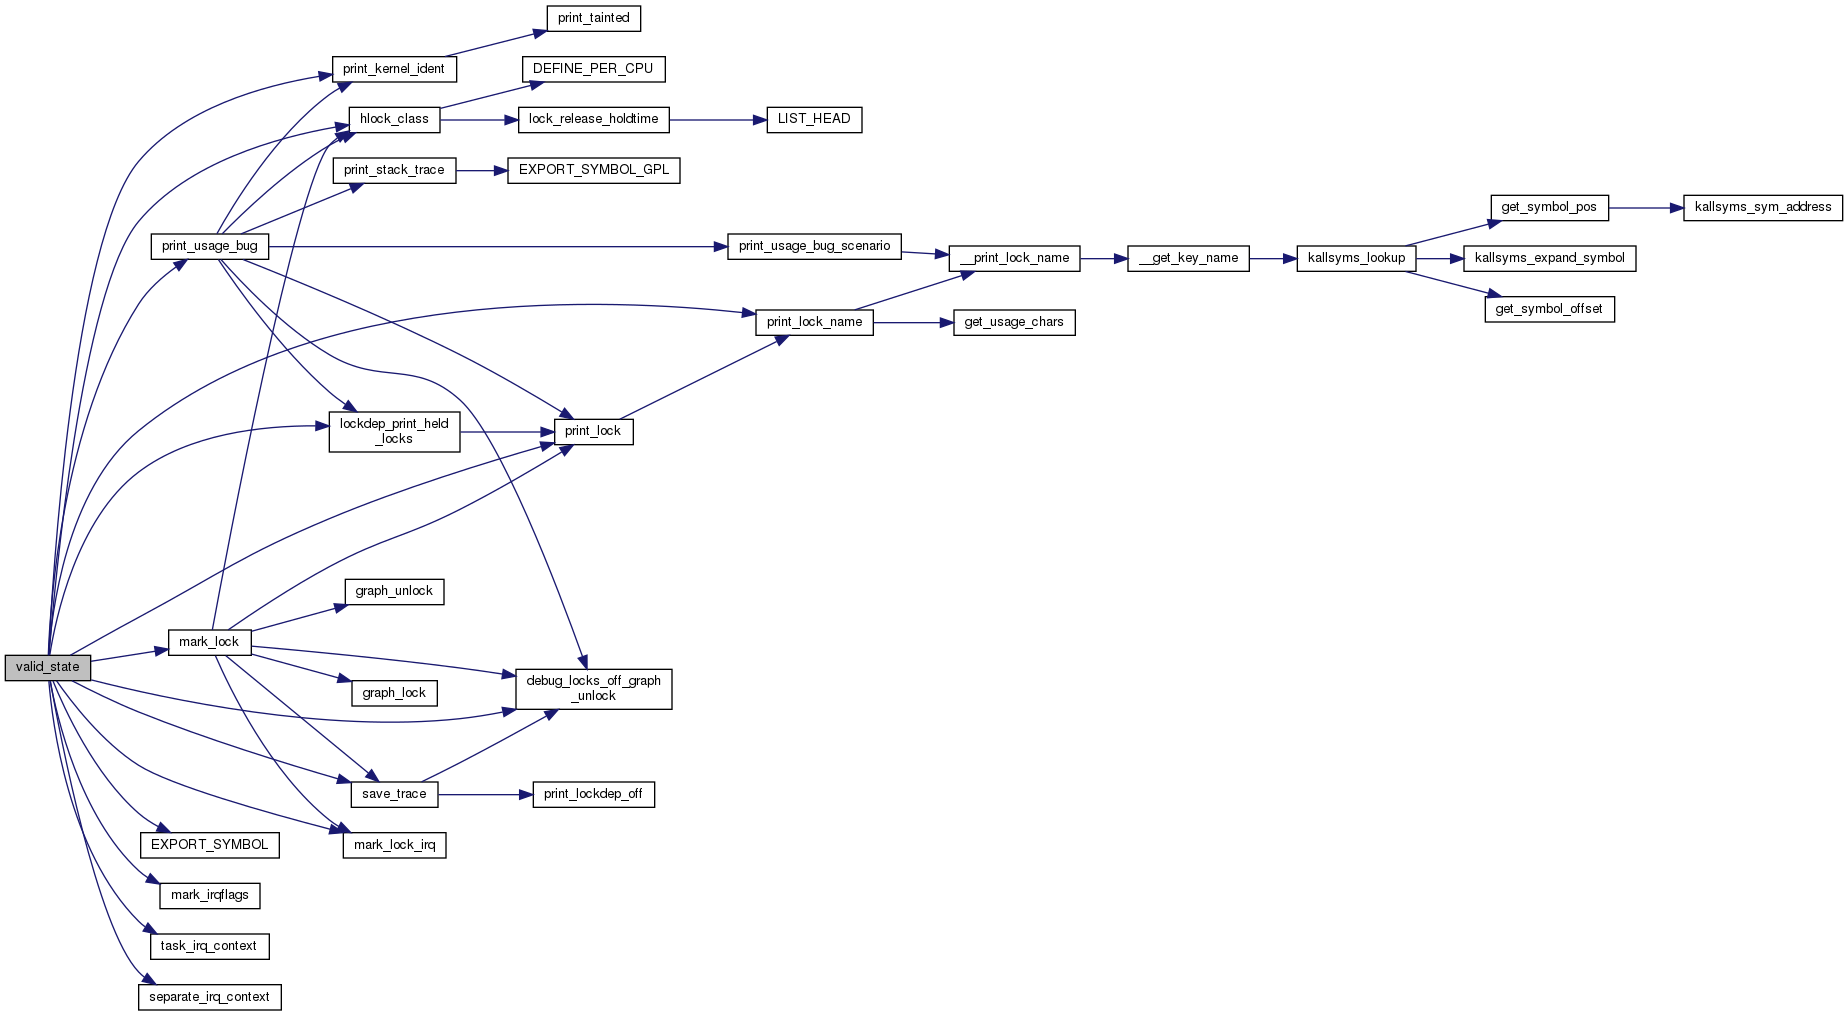 print_tainted
print_kernel_ident
DEFINE_PER_CPU
hlock_class
lock_release_holdtime
LIST_HEAD
print_stack_trace
EXPORT_SYMBOL_GPL
get_symbol_pos
kallsyms_sym_address
print_usage_bug
print_usage_bug_scenario
__print_lock_name
__get_key_name
kallsyms_lookup
kallsyms_expand_symbol
get_symbol_offset
print_lock_name
get_usage_chars
lockdep_print_held
_locks
print_lock
graph_unlock
mark_lock
valid_state
graph_lock
debug_locks_off_graph
_unlock
save_trace
print_lockdep_off
EXPORT_SYMBOL
mark_lock_irq
mark_irqflags
task_irq_context
separate_irq_context